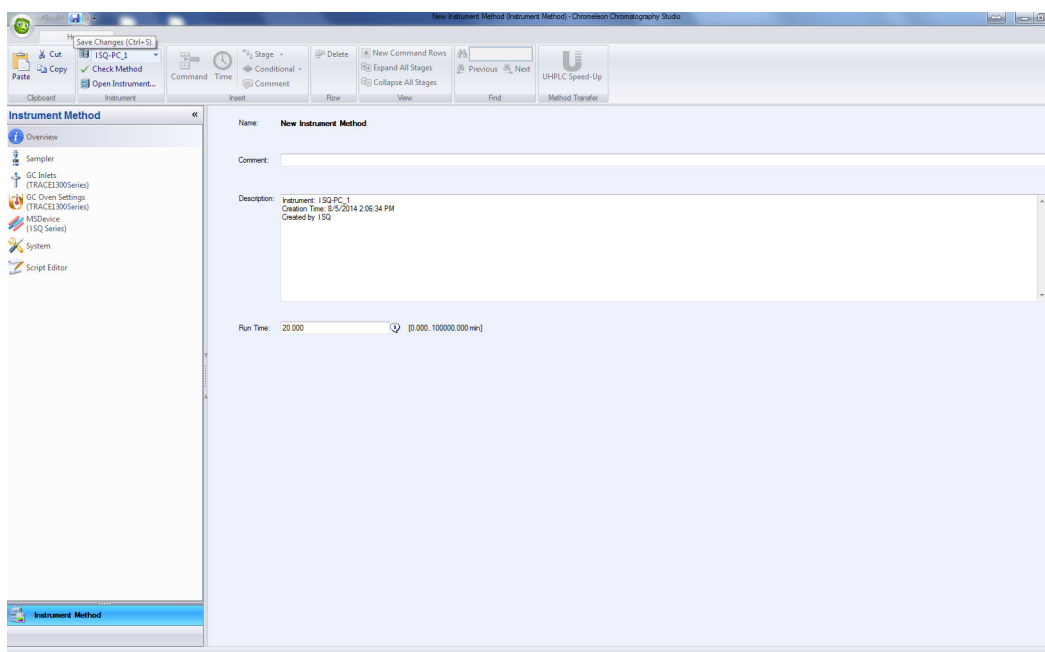 New Instrument Method (Instrument Method) - Chromeleon Chromatography Studio
Save Changes (Ctrl+S)
Paste
Cut
Copy
Clipboard
ISQ-PC_1
Check Method
Open Instrument...
Instrument
Command
Time
Stage
Conditional
Comment
Insert
Delete
Row
New Command Rows
Expand All Stages
Collapse All Stages
View
Previous
Next
Find
UHPLC Speed-Up
Method Transfer
Instrument Method
«
Overview
Sampler
GC Inlets
(TRACE1300Series)
GC Oven Settings
(TRACE1300Series)
MSDevice
(ISQ Series)
System
Script Editor
Instrument Method
Name: New Instrument Method
Comment:
Description: Instrument: ISQ-PC_1
Creation Time: 8/5/2014 2:06:34 PM
Created by ISQ
Run Time: 20.000 [0.000..100000.000 min]